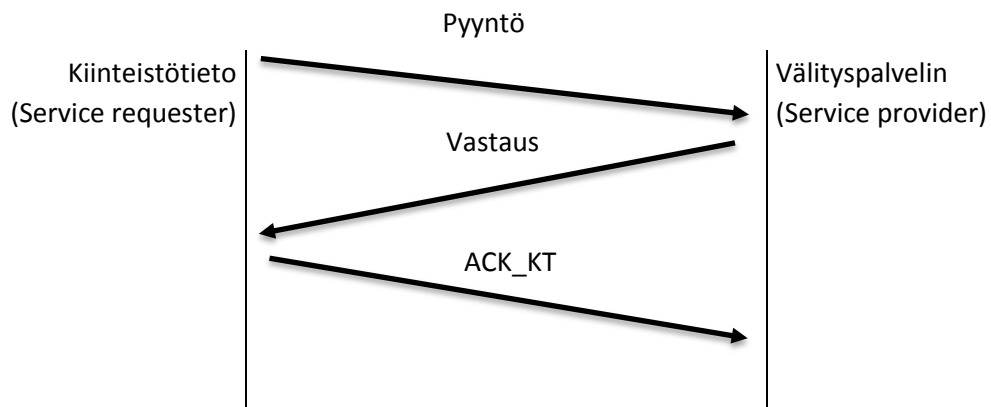 Pyyntö
Kiinteistötieto
(Service requester)
Välityspalvelin
(Service provider)
Vastaus
ACK_KT